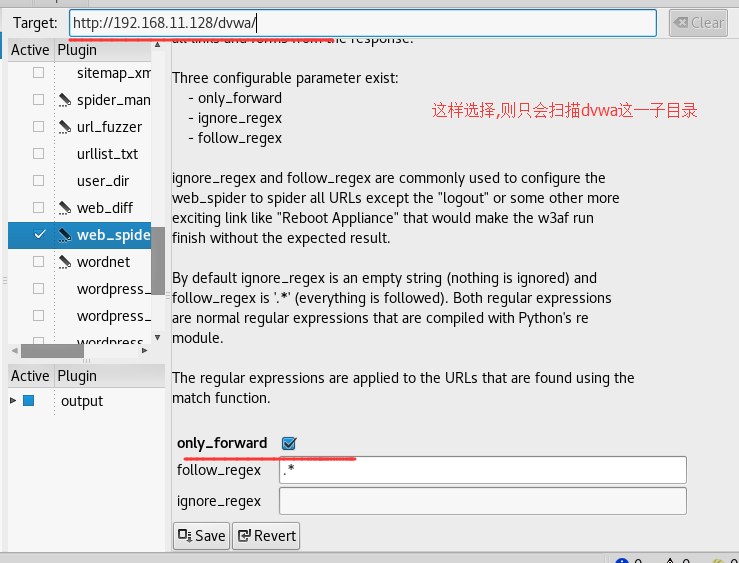 Target: http://192.168.11.128/dvwa/ Clear
Active Plugin
sitemap_xm
spider_man
url_fuzzer
urllist_txt
user_dir
web_diff
web_spide
wordnet
wordpress_
wordpress_
wordpress
Active Plugin
output
all links and forms from the response.
Three configurable parameter exist:
- only_forward
- ignore_regex
- follow_regex
这样选择,则只会扫描dvwa这一子目录
ignore_regex and follow_regex are commonly used to configure the
web_spider to spider all URLs except the "logout" or some other more
exciting link like "Reboot Appliance" that would make the w3af run
finish without the expected result.
By default ignore_regex is an empty string (nothing is ignored) and
follow_regex is '.*' (everything is followed). Both regular expressions
are normal regular expressions that are compiled with Python's re
module.
The regular expressions are applied to the URLs that are found using the
match function.
only_forward
follow_regex .*
ignore_regex
Save Revert